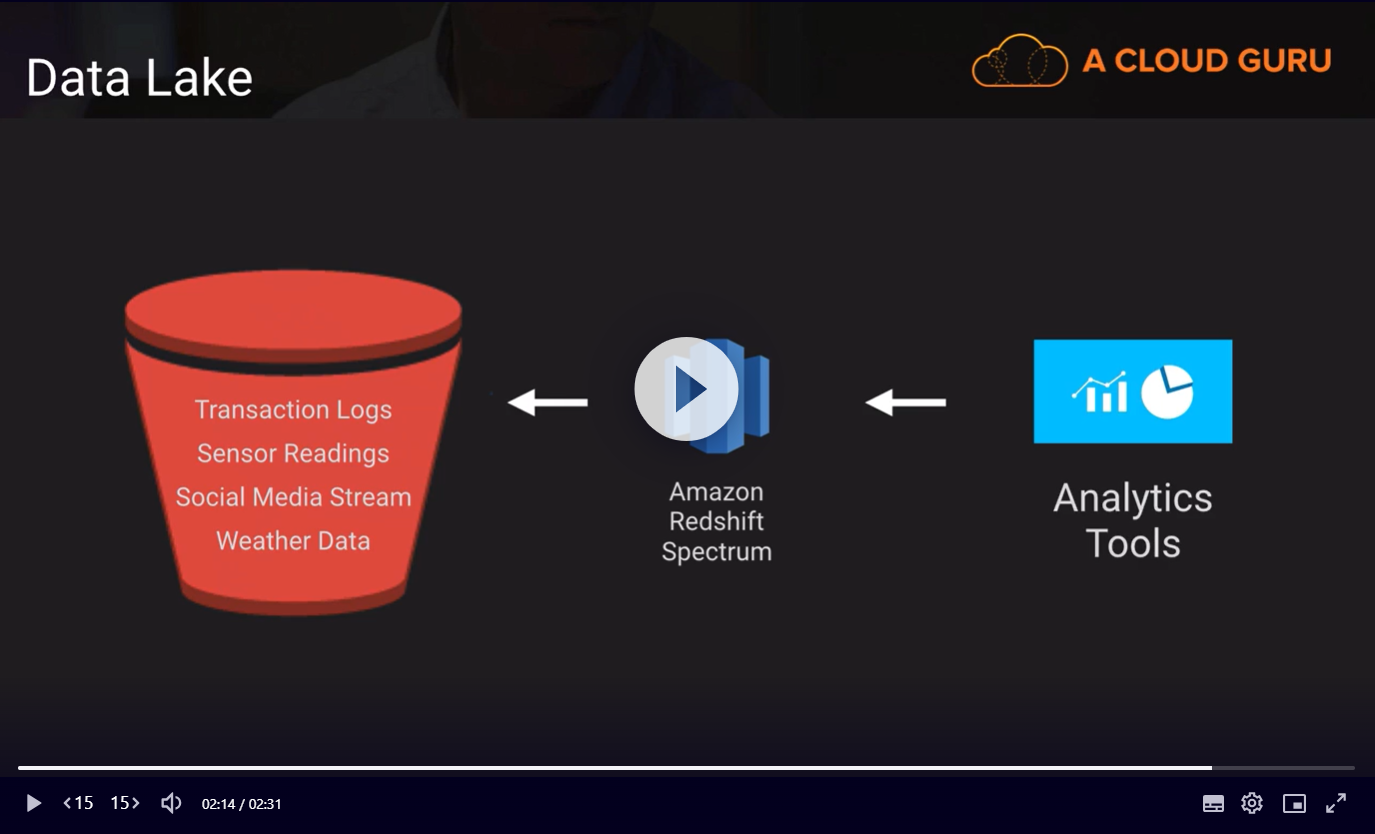 Data Lake
A CLOUD GURU
Transaction Logs
Sensor Readings
Social Media Stream
Weather Data
Amazon
Redshift
Spectrum
Analytics
Tools
<15 15> 02:14 / 02:31